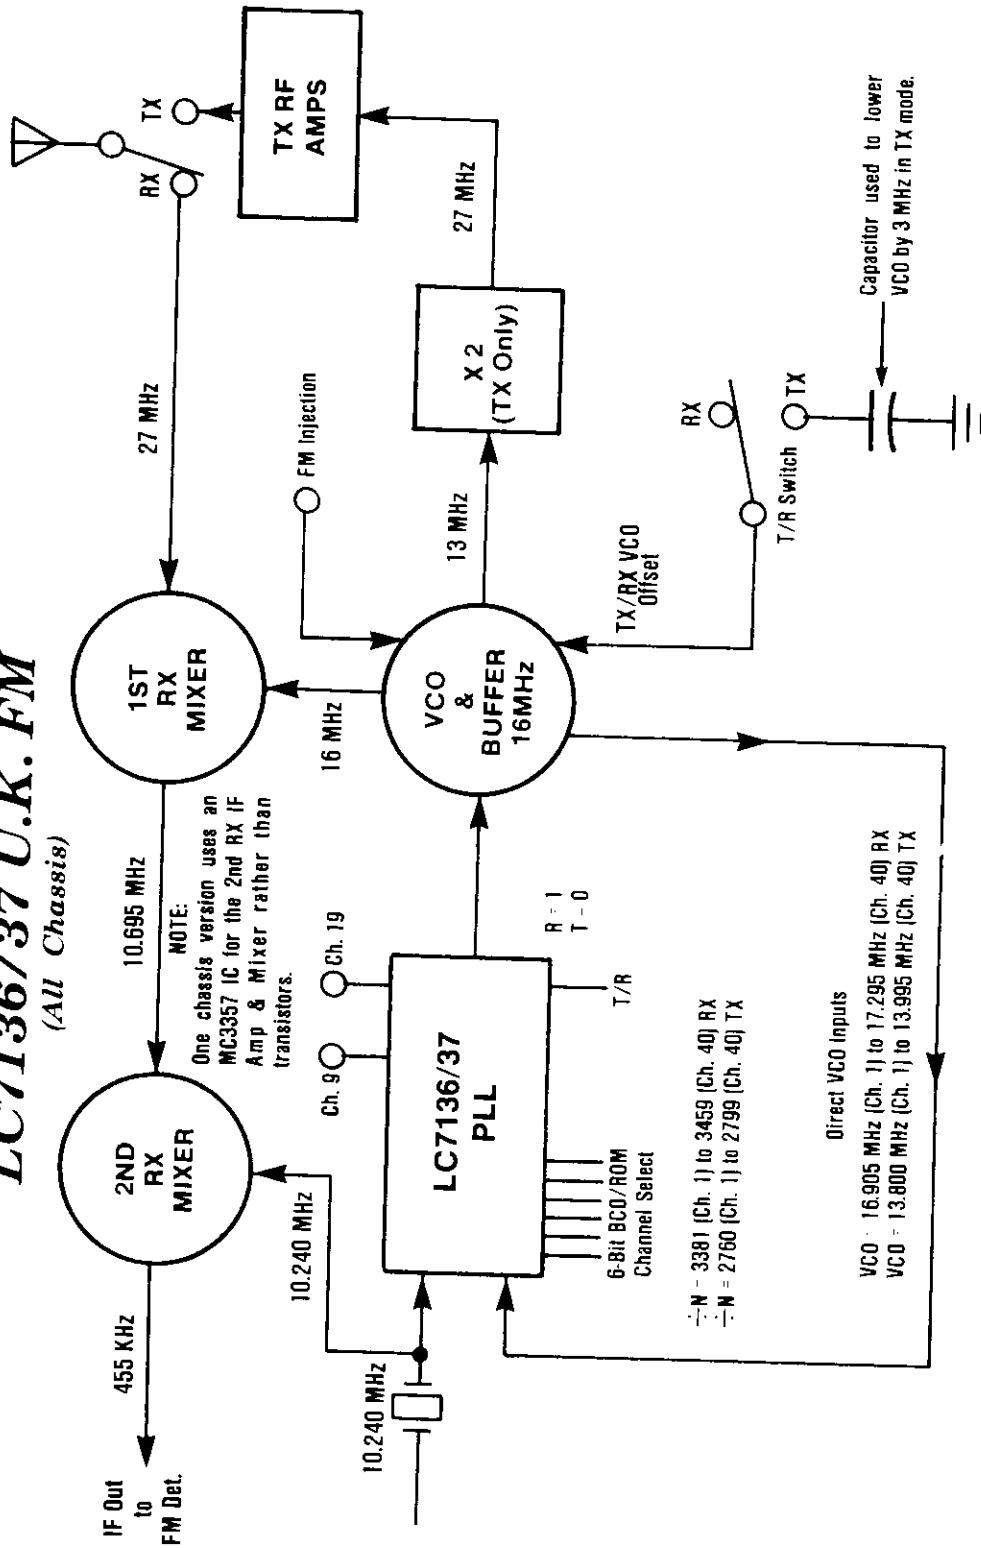 LC7136/37 U.K. FM
(All Chassis)
IF Out
to
FM Det.
455 KHz
2ND
RX
MIXER
10.695 MHz
1ST
RX
MIXER
27 MHz
RX
TX
TX RF
AMPS
NOTE:
One chassis version uses an
MC3357 IC for the 2nd RX IF
Amp & Mixer rather than
transistors.
10.240 MHz
16 MHz
FM Injection
27 MHz
Ch. 9
Ch. 19
10.240 MHz
LC7136/37
PLL
VCO
&
BUFFER
16MHz
13 MHz
X 2
(TX Only)
6-Bit BCD/ROM
Channel Select
T/R
R = 1
T - 0
TX/RX VCO
Offset
RX
TX
T/R Switch
Capacitor used to lower
VCO by 3 MHz in TX mode.
÷N - 3381 (Ch. 1) to 3459 (Ch. 40) RX
÷N = 2760 (Ch. 1) to 2799 (Ch. 40) TX
Direct VCO Inputs
VCO - 16.905 MHz (Ch. 1) to 17.295 MHz (Ch. 40) RX
VCO = 13.800 MHz (Ch. 1) to 13.995 MHz (Ch. 40) TX